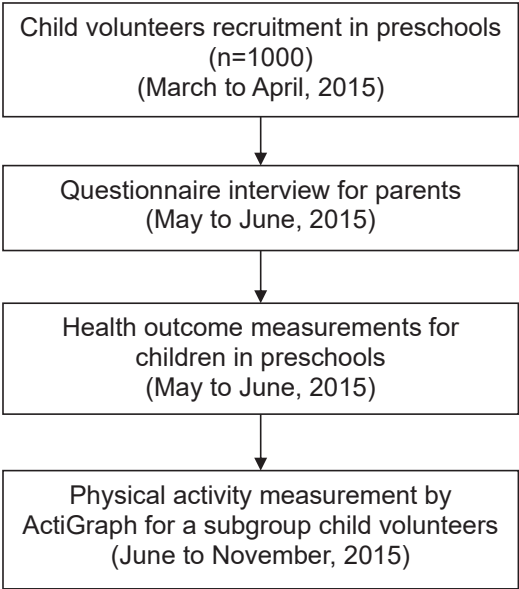 Child volunteers recruitment in preschools
(n=1000)
(March to April, 2015)
Questionnaire interview for parents
(May to June, 2015)
Health outcome measurements for
children in preschools
(May to June, 2015)
Physical activity measurement by
ActiGraph for a subgroup child volunteers
(June to November, 2015)